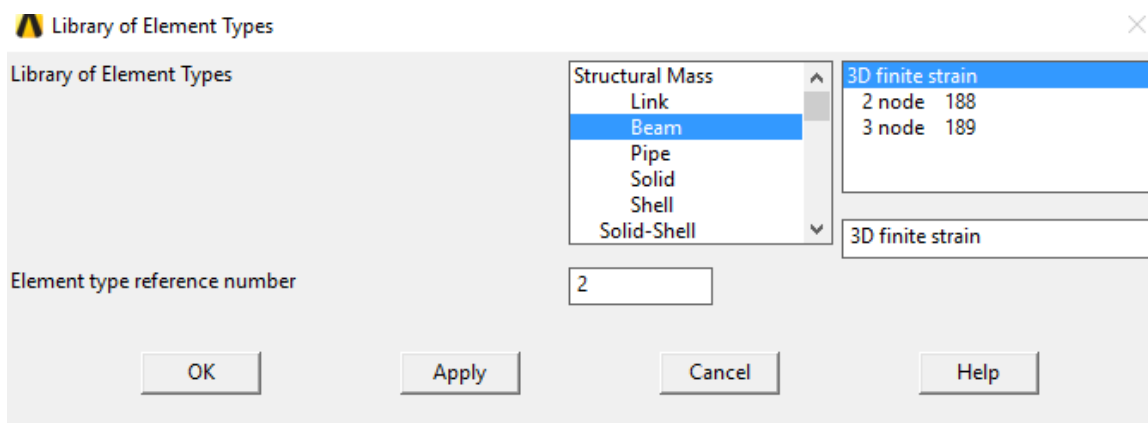 Library of Element Types
Library of Element Types
Structural Mass
Link
Beam
Pipe
Solid
Shell
Solid-Shell
3D finite strain
2 node 188
3 node 189
3D finite strain
Element type reference number
2
OK
Apply
Cancel
Help